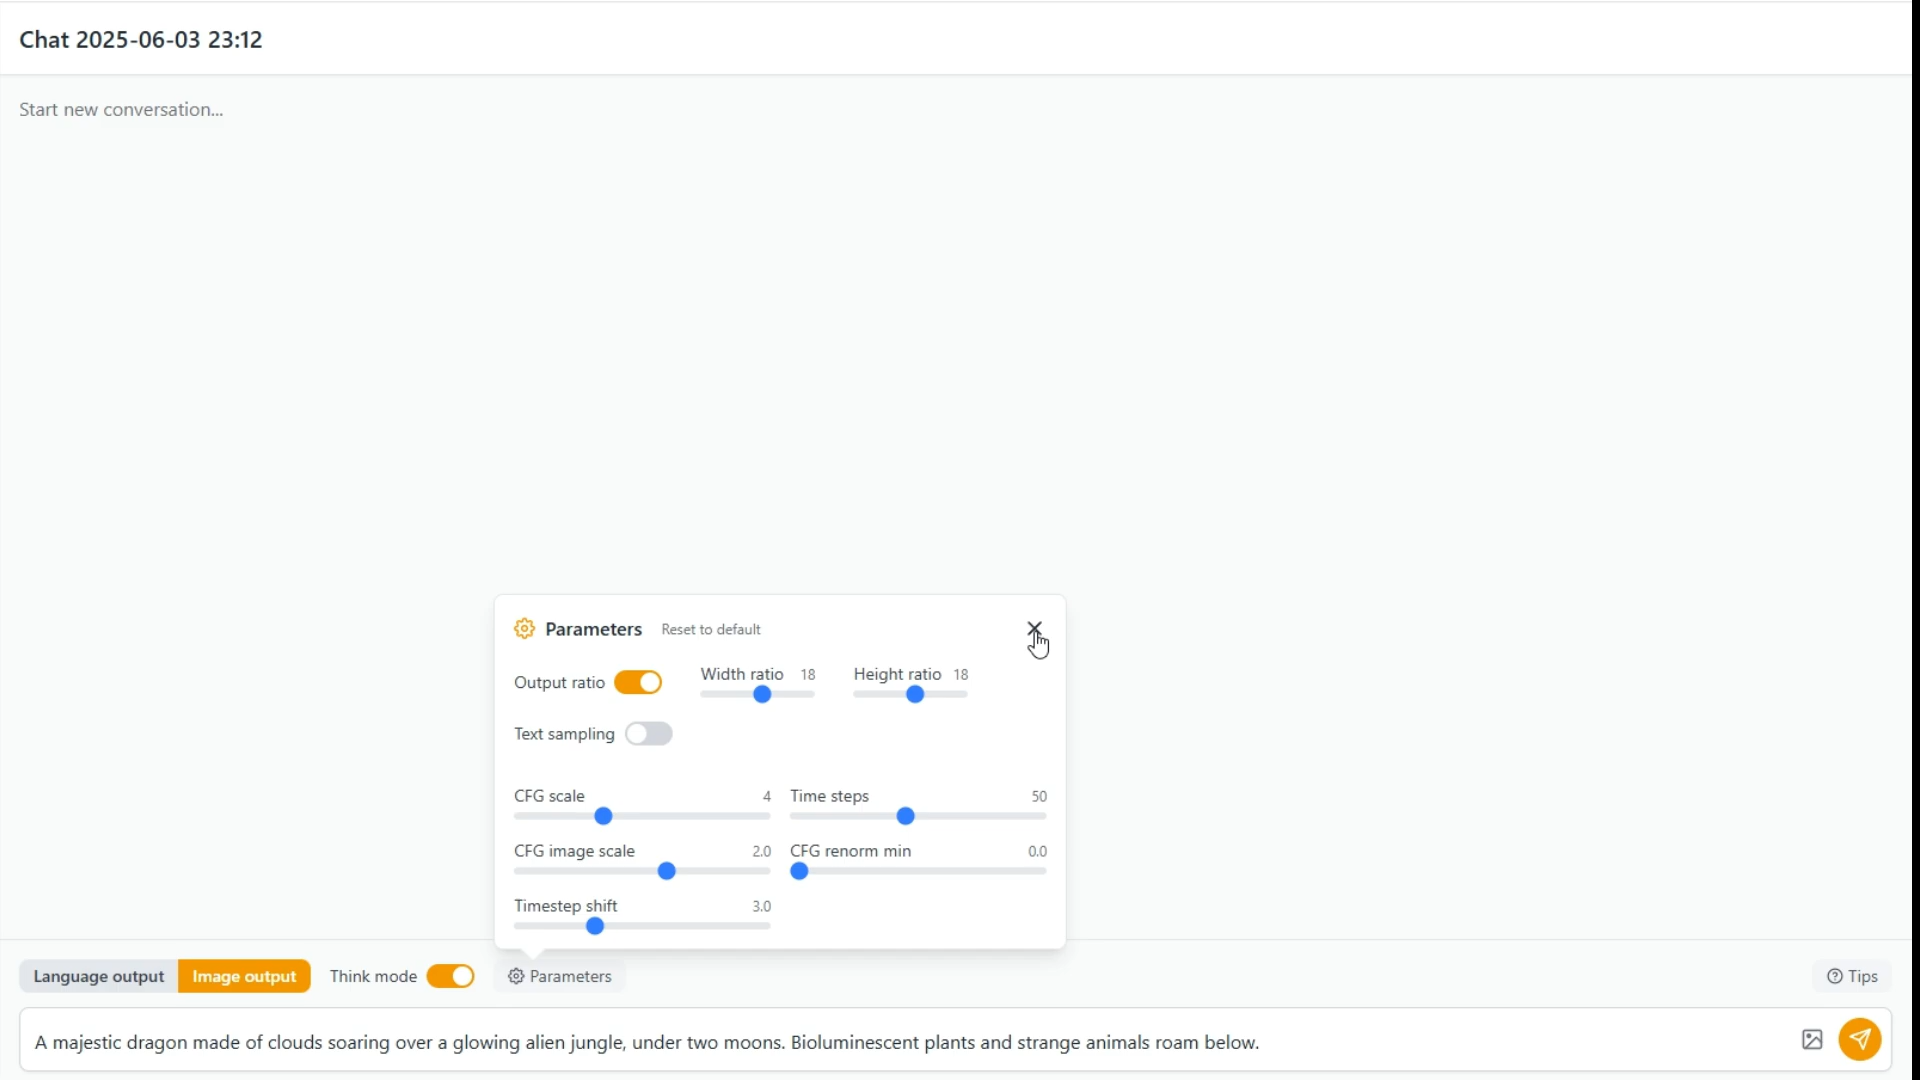 Chat 2025-06-03 23:12
Start new conversation...
Parameters Reset to default
Output ratio Width ratio 18 Height ratio 18
Text sampling
CFG scale 4 Time steps 50
CFG image scale 2.0 CFG renorm min 0.0
Timestep shift 3.0
Language output Image output Think mode Parameters Tips
A majestic dragon made of clouds soaring over a glowing alien jungle, under two moons. Bioluminescent plants and strange animals roam below.